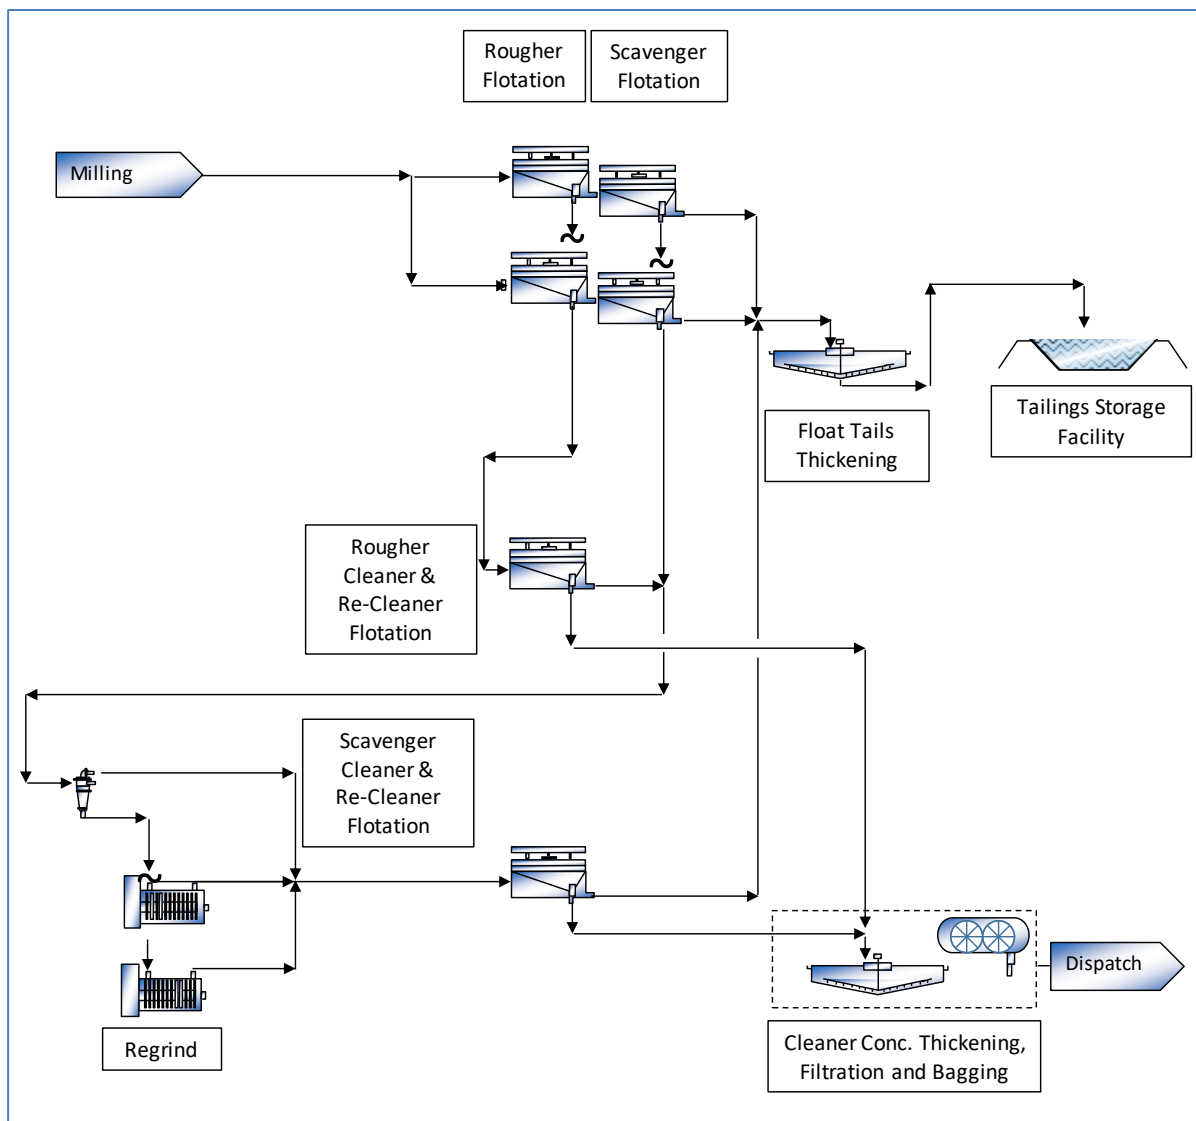 Rougher
Flotation
Scavenger
Flotation
Milling
Float Tails
Thickening
Tailings Storage
Facility
Rougher
Cleaner &
Re-Cleaner
Flotation
Scavenger
Cleaner &
Re-Cleaner
Flotation
Regrind
Dispatch
Cleaner Conc. Thickening,
Filtration and Bagging